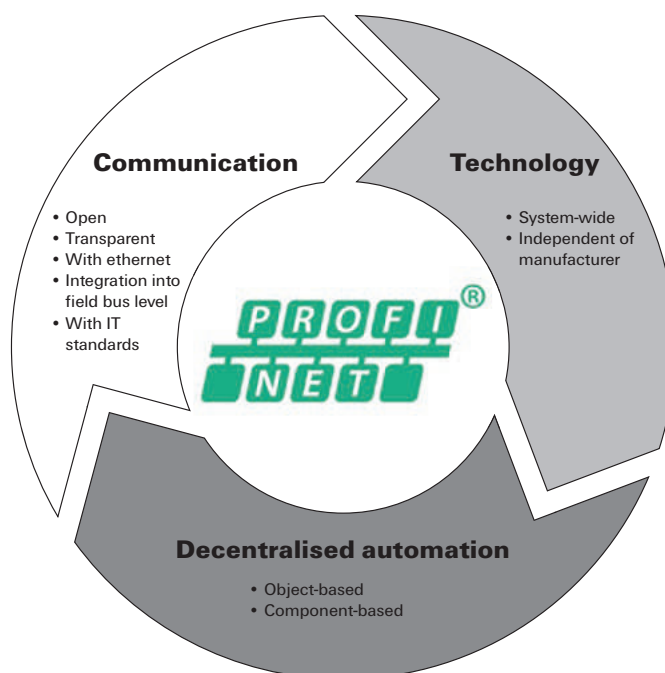 Communication
• Open
• Transparent
• With ethernet
• Integration into
field bus level
• With IT
standards
Technology
• System-wide
• Independent of
manufacturer
PROFI®
NET
Decentralised automation
• Object-based
• Component-based